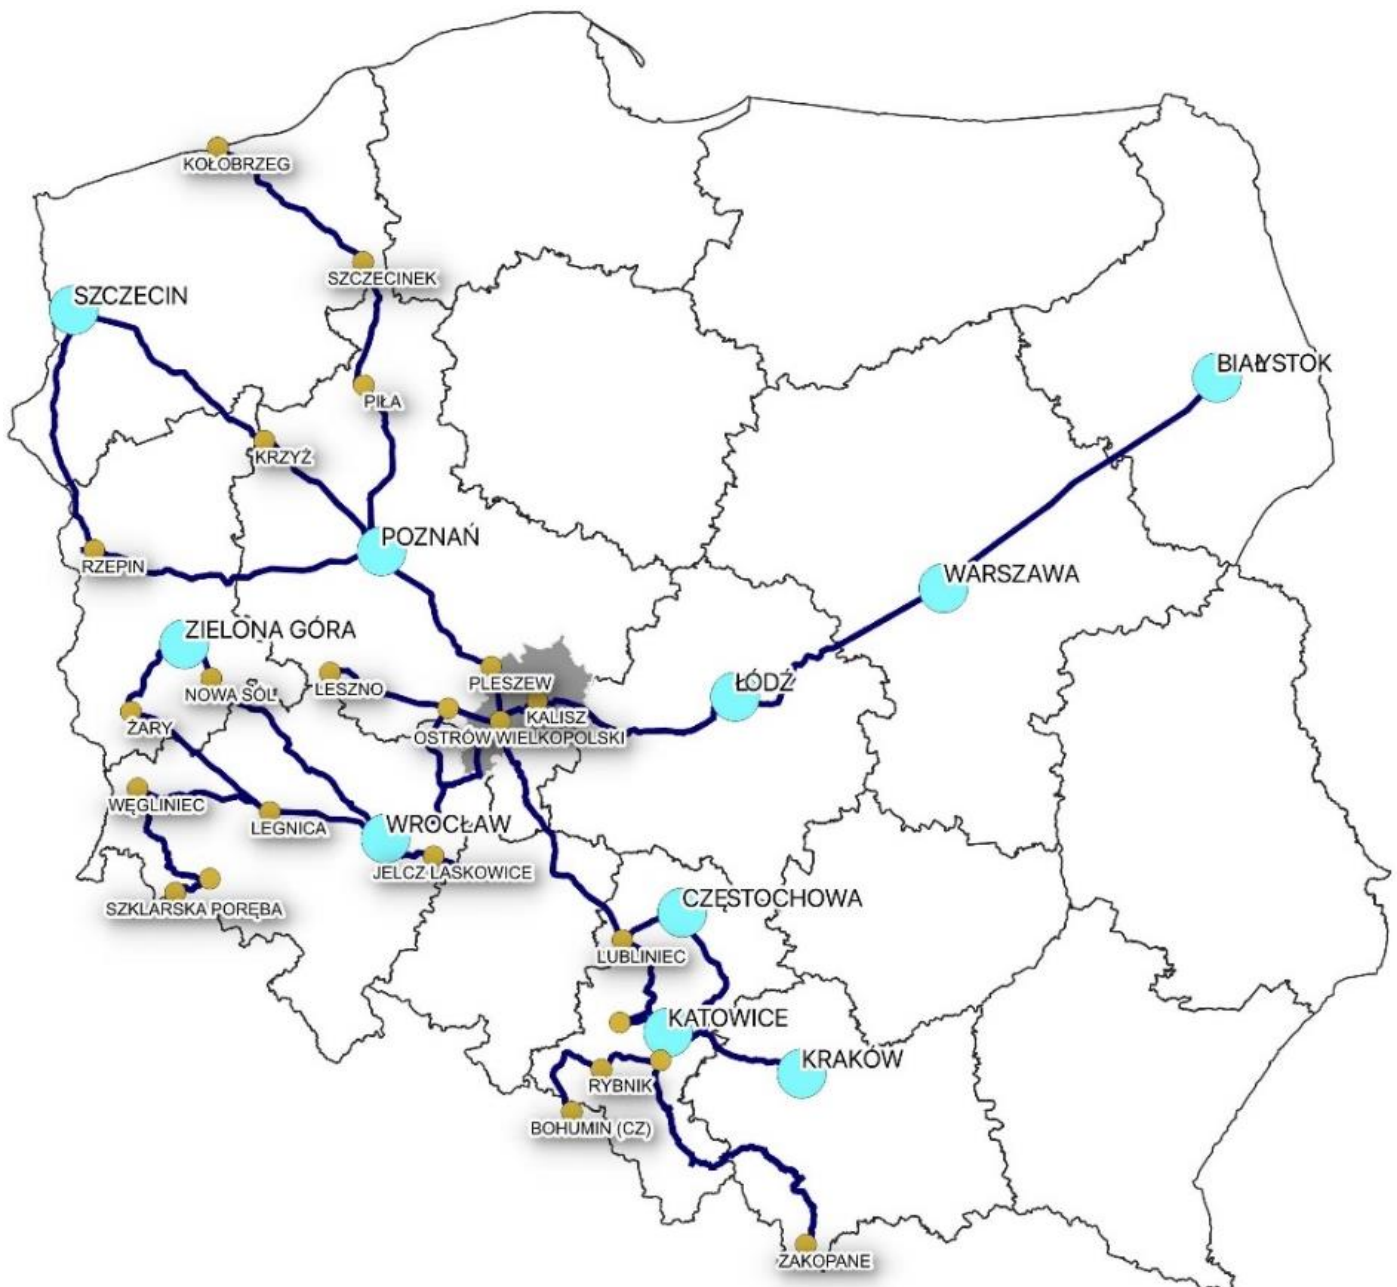 KOŁOBRZEG
SZCZECINEK
SZCZECIN
BIAŁYSTOK
PIŁA
KRZYŻ
POZNAŃ
RZEPIN
WARSZAWA
ZIELONA GÓRA
PLESZEW
ŁÓDŹ
LESZNO
NOWA SÓL
KALISZ
ŻARY
OSTRÓW WIELKOPOLSKI
WĘGLINIEC
LEGNICA
WROCŁAW
JELCZ LASKOWICE
CZĘSTOCHOWA
SZKLARSKA PORĘBA
LUBLINIEC
KATOWICE
KRAKÓW
RYBNIK
BOHUMIN (CZ)
ZAKOPANE